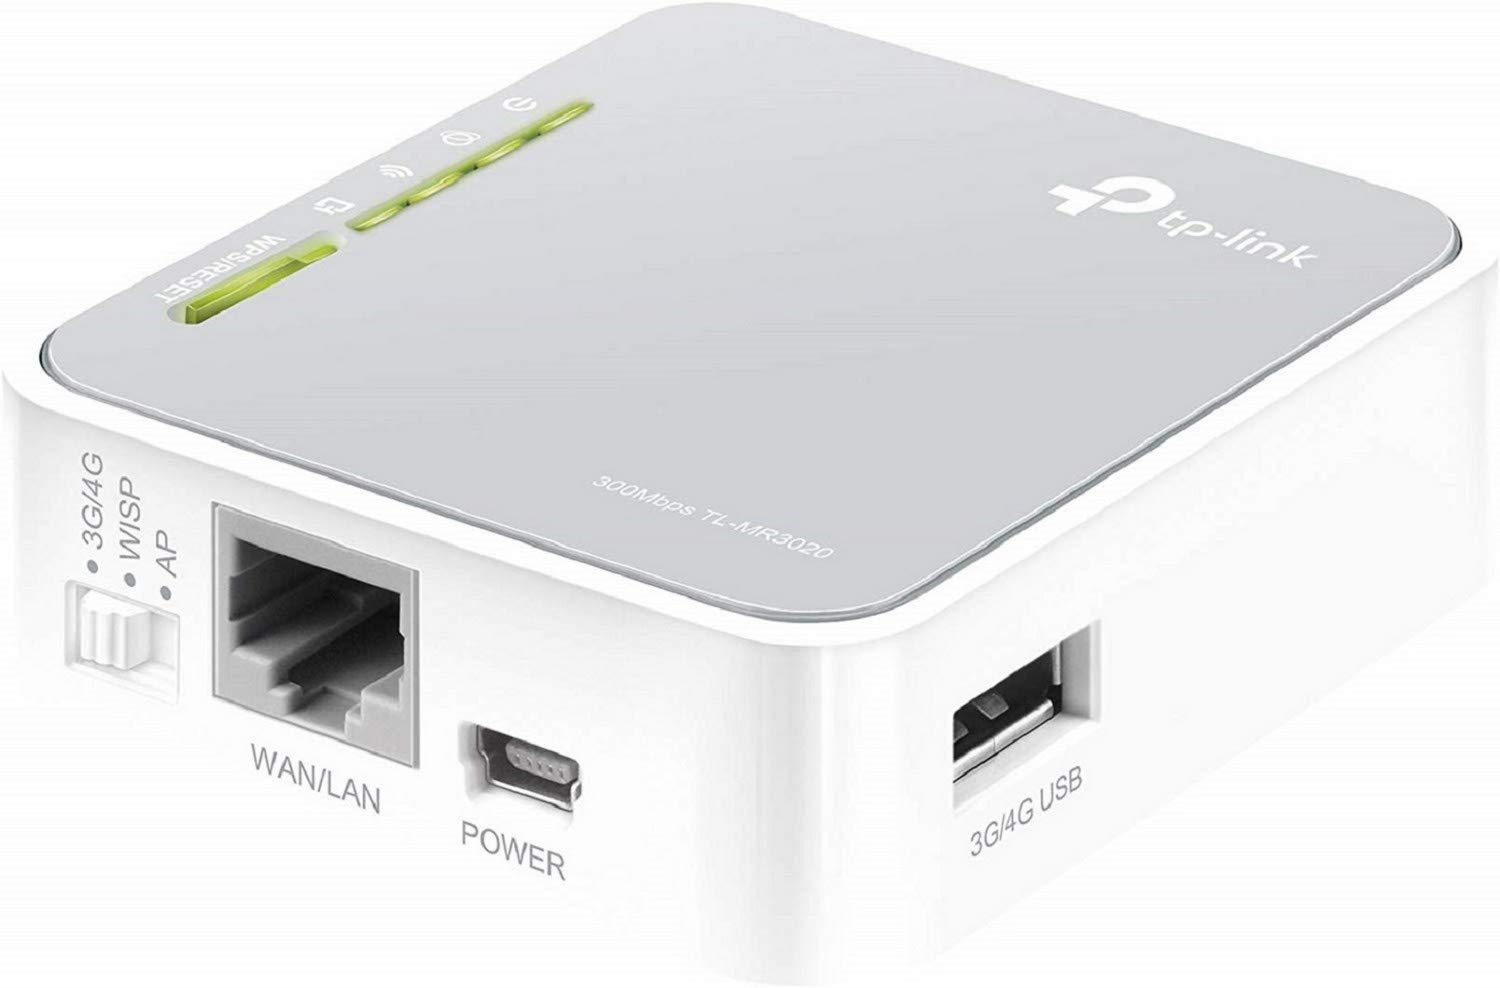 WPS/RESET
tp-link
300Mbps TL-MR3020
3G/4G
WISP
AP
WAN/LAN
POWER
3G/4G USB